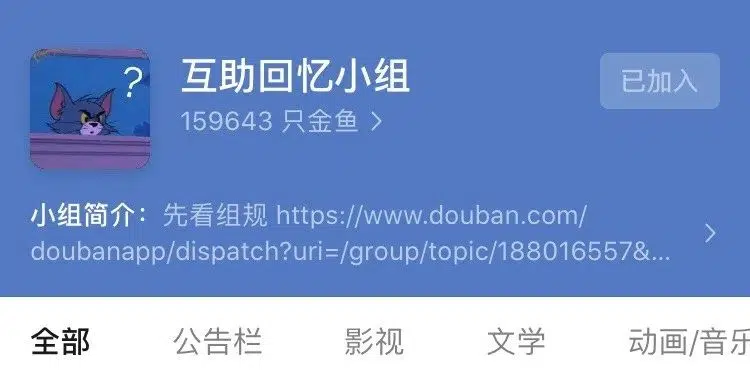 ?
互助回忆小组
已加入
159643 只金鱼 >
小组简介：先看组规 https://www.douban.com/
doubanapp/dispatch?uri=/group/topic/188016557&...
全部 公告栏 影视 文学 动画/音乐